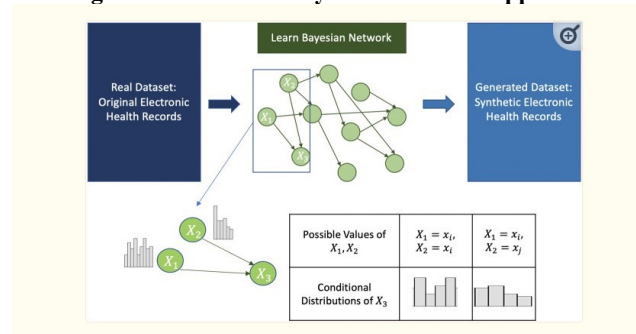 Learn Bayesian Network
Real Dataset:
Original Electronic
Health Records
Generated Dataset:
Synthetic Electronic
Health Records
X₂
X₁
X₃
X₂
X₁
X₃
Possible Values of
X₁, X₂
X₁ = xᵢ,
X₂ = xᵢ
X₁ = xᵢ,
X₂ = xⱼ
Conditional
Distributions of X₃